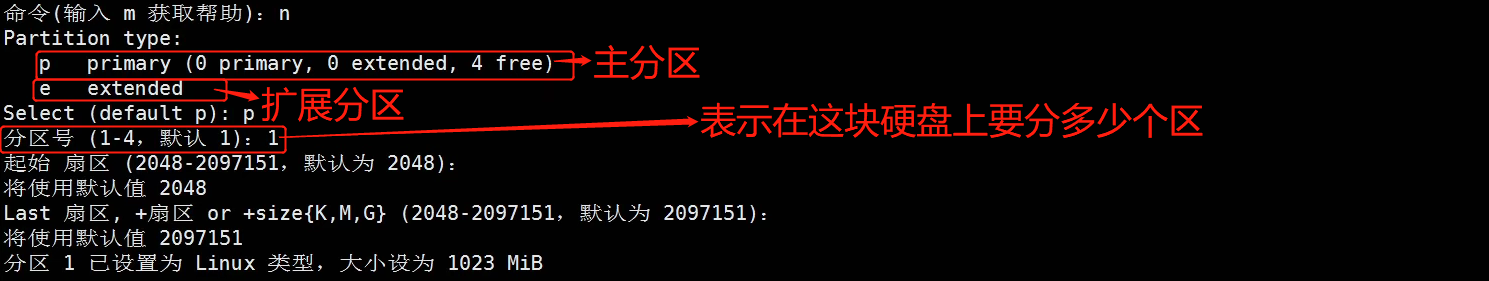 命令(输入 m 获取帮助)：n
Partition type:
p   primary (0 primary, 0 extended, 4 free)
主分区
e   extended
扩展分区
Select (default p): p
分区号 (1-4，默认 1)：1
表示在这块硬盘上要分多少个区
起始 扇区 (2048-2097151，默认为 2048)：
将使用默认值 2048
Last 扇区, +扇区 or +size{K,M,G} (2048-2097151，默认为 2097151)：
将使用默认值 2097151
分区 1 已设置为 Linux 类型，大小设为 1023 MiB